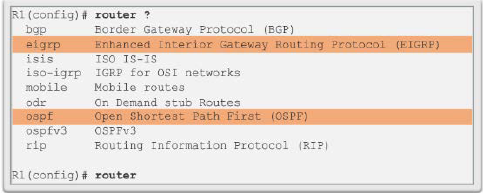 R1(config)# router ?
bgp Border Gateway Protocol (BGP)
eigrp Enhanced Interior Gateway Routing Protocol (EIGRP)
isis ISO IS-IS
iso-igrp IGRP for OSI networks
mobile Mobile routes
odr On Demand stub Routes
ospf Open Shortest Path First (OSPF)
ospfv3 OSPFv3
rip Routing Information Protocol (RIP)
R1(config)# router